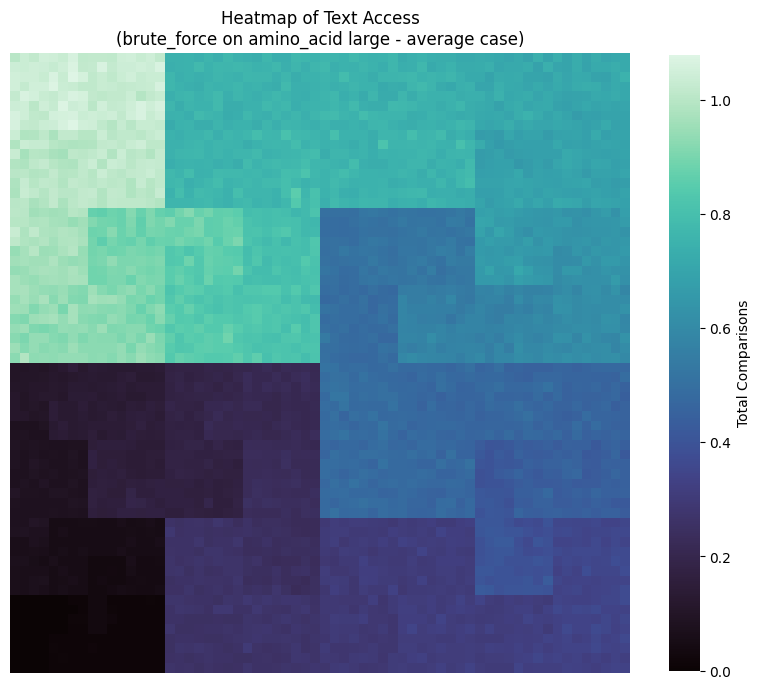 Heatmap of Text Access
(brute_force on amino_acid large - average case)
1.0
0.8
0.6
0.4
0.2
0.0
Total Comparisons